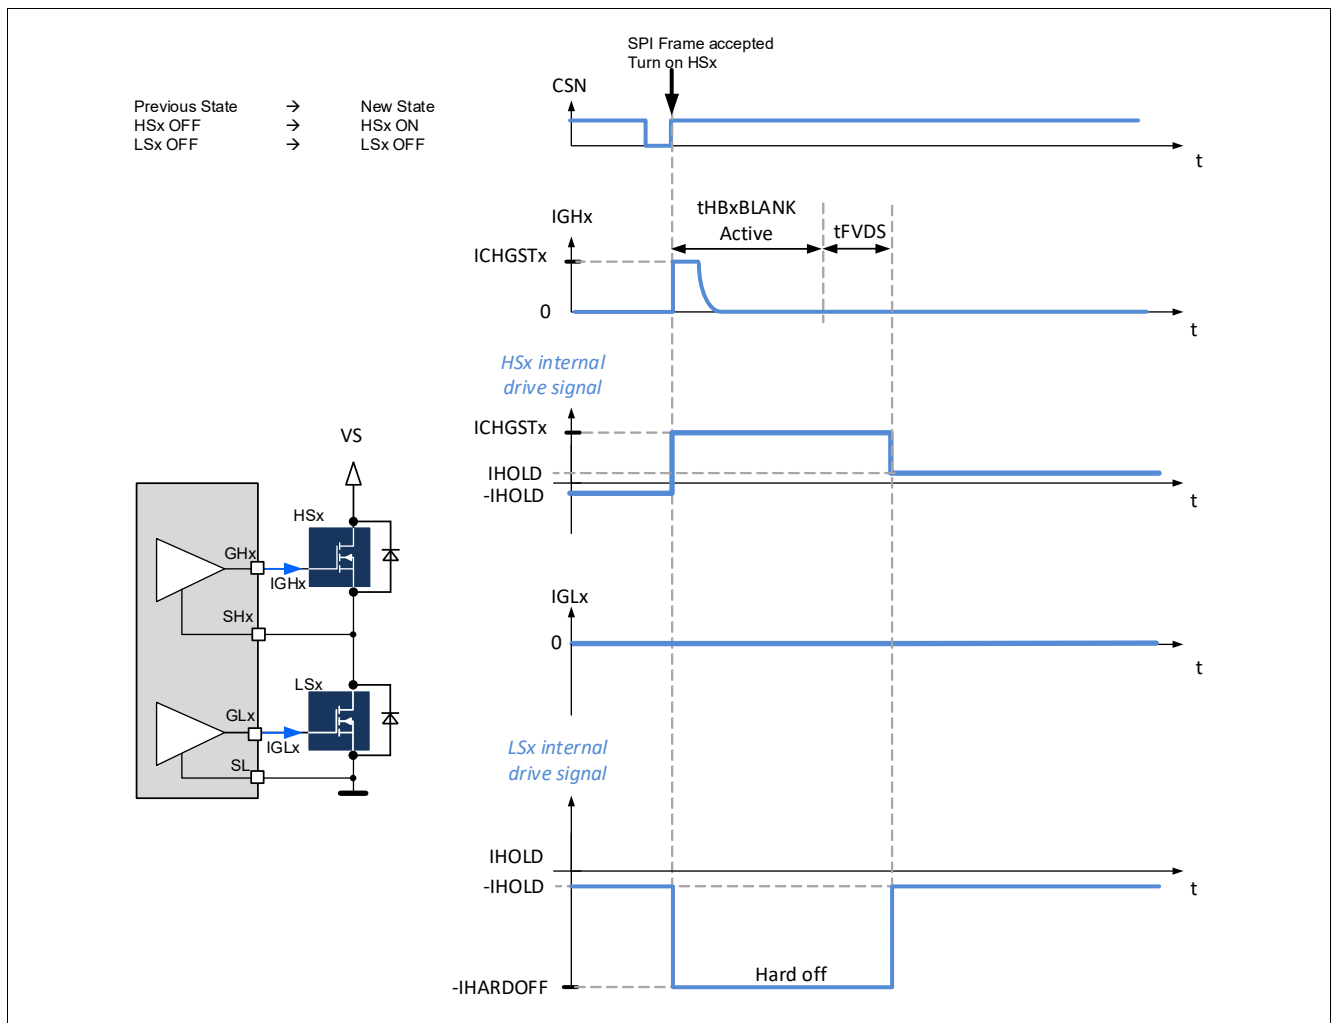 SPI Frame accepted
Turn on HSx
CSN
Previous State → New State
HSx OFF → HSx ON
LSx OFF → LSx OFF
t
tHBxBLANK
Active
tFVDS
IGHx
ICHGSTx
0
t
HSx internal
drive signal
ICHGSTx
IHOLD
-IHOLD
t
VS
HSx
GHx
IGHx
SHx
LSx
GLx
IGLx
SL
IGLx
0
t
LSx internal
drive signal
IHOLD
-IHOLD
t
Hard off
-IHARDOFF